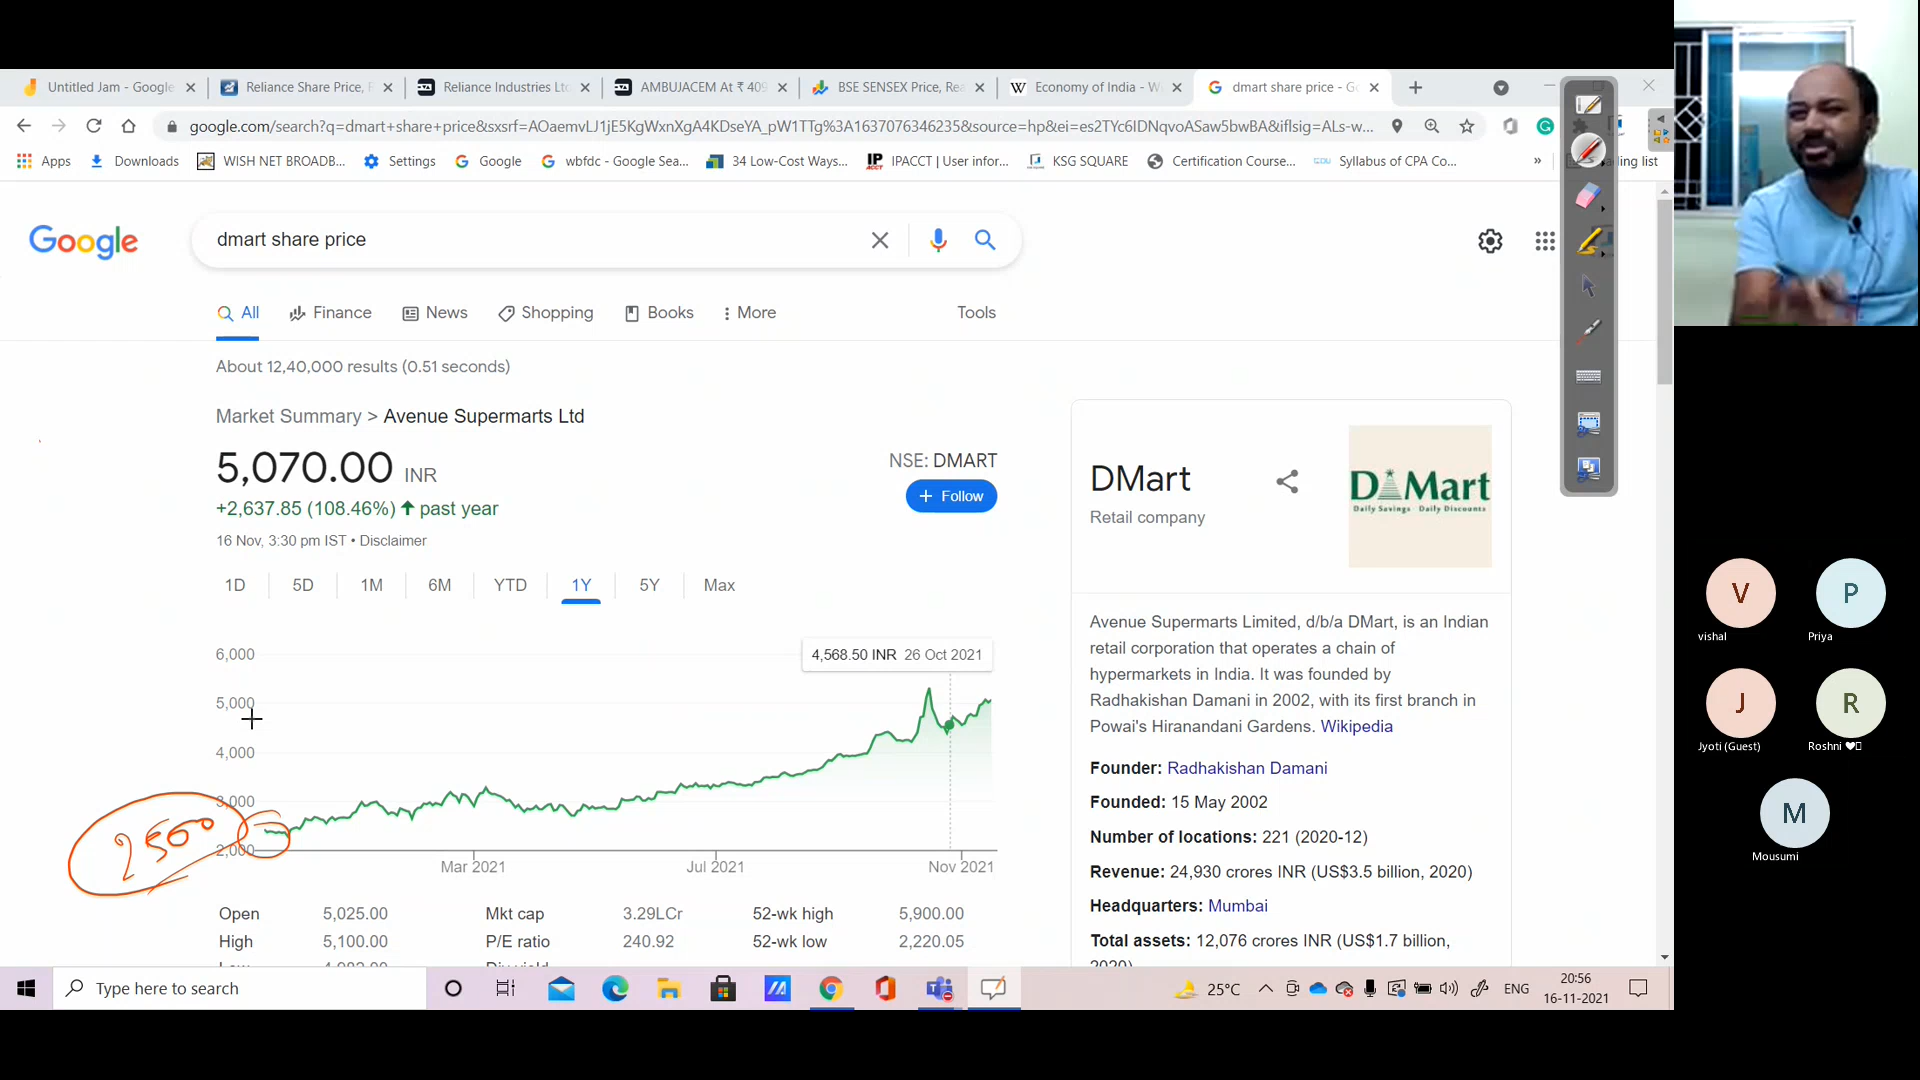 Untitled Jam - Google
Reliance Share Price, F
Reliance Industries Ltd
AMBUJACEM At ₹ 409
BSE SENSEX Price, Rea
Economy of India - W
dmart share price - G
google.com/search?q=dmart+share+price&sxsrf=AOaemvLJ1jE5KgWxnXgA4KDseYA_pW1TTg%3A1637076346235&source=hp&ei=es2TYc6IDNqvoASaw5bwBA&iflsig=ALs-w...
Apps
Downloads
WISH NET BROADB...
Settings
Google
wbfdc - Google Sea...
34 Low-Cost Ways...
IPACCT | User infor...
KSG SQUARE
Certification Course...
Syllabus of CPA Co...
»
ing list
Google
dmart share price
All
Finance
News
Shopping
Books
More
Tools
About 12,40,000 results (0.51 seconds)
Market Summary > Avenue Supermarts Ltd
5,070.00 INR
+2,637.85 (108.46%) ↑ past year
16 Nov, 3:30 pm IST • Disclaimer
NSE: DMART
+ Follow
1D
5D
1M
6M
YTD
1Y
5Y
Max
4,568.50 INR 26 Oct 2021
6,000
5,000
4,000
3,000
2,000
2500
Mar 2021
Jul 2021
Nov 2021
Open 5,025.00
Mkt cap 3.29LCr
52-wk high 5,900.00
High 5,100.00
P/E ratio 240.92
52-wk low 2,220.05
DMart
Retail company
DMart
Daily Savings Daily Discounts
Avenue Supermarts Limited, d/b/a DMart, is an Indian
retail corporation that operates a chain of
hypermarkets in India. It was founded by
Radhakishan Damani in 2002, with its first branch in
Powai's Hiranandani Gardens. Wikipedia
Founder: Radhakishan Damani
Founded: 15 May 2002
Number of locations: 221 (2020-12)
Revenue: 24,930 crores INR (US$3.5 billion, 2020)
Headquarters: Mumbai
Total assets: 12,076 crores INR (US$1.7 billion,
2020)
V
vishal
P
Priya
J
Jyoti (Guest)
R
Roshni ❤
M
Mousumi
Type here to search
25°C
ENG
20:56
16-11-2021